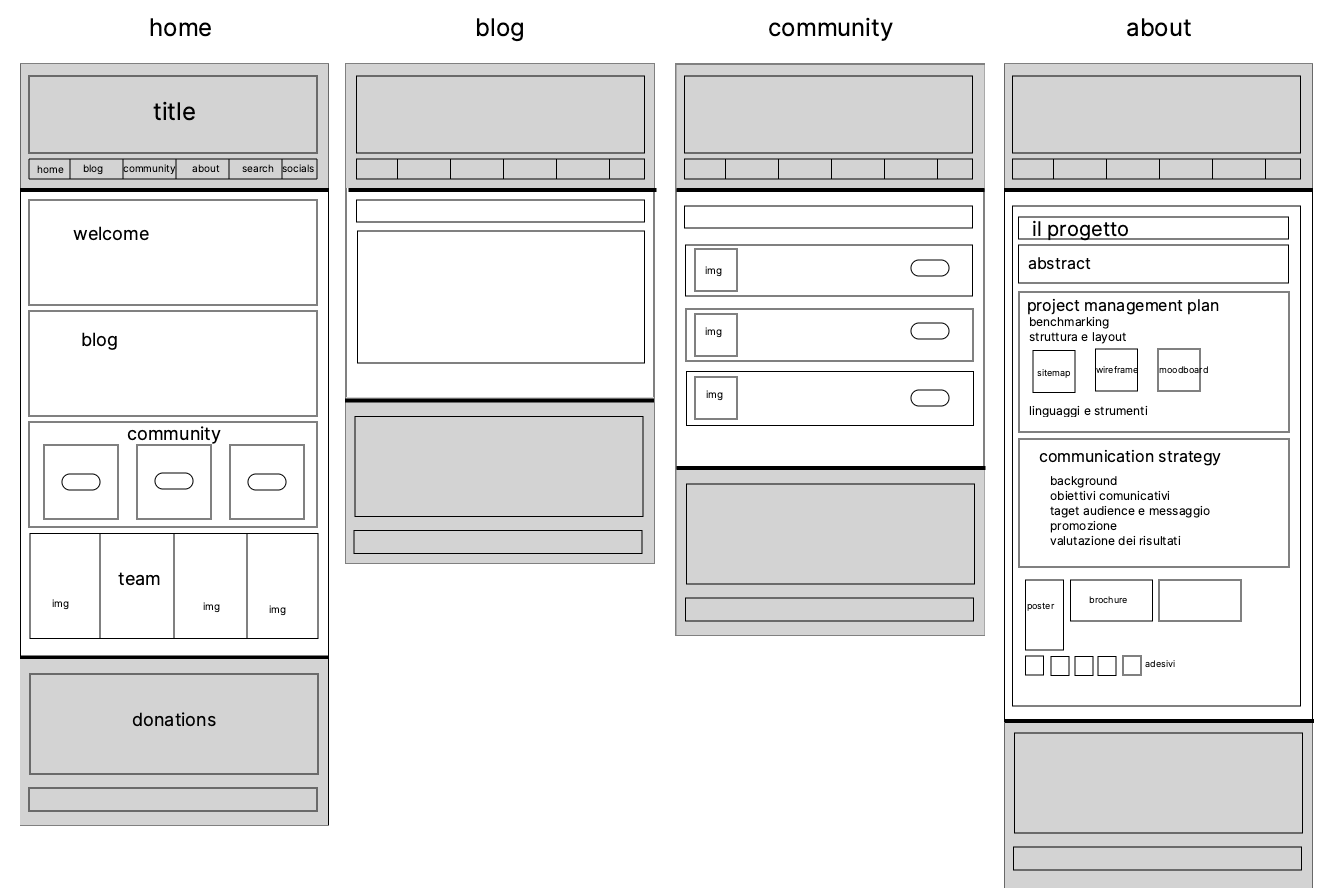 home
blog
community
about
title
home blog community about search socials
welcome
blog
community
team
img
img
img
donations
img
img
img
il progetto
abstract
project management plan
benchmarking
struttura e layout
sitemap wireframe moodboard
linguaggi e strumenti
communication strategy
background
obiettivi comunicativi
taget audience e messaggio
promozione
valutazione dei risultati
poster
brochure
adesivi